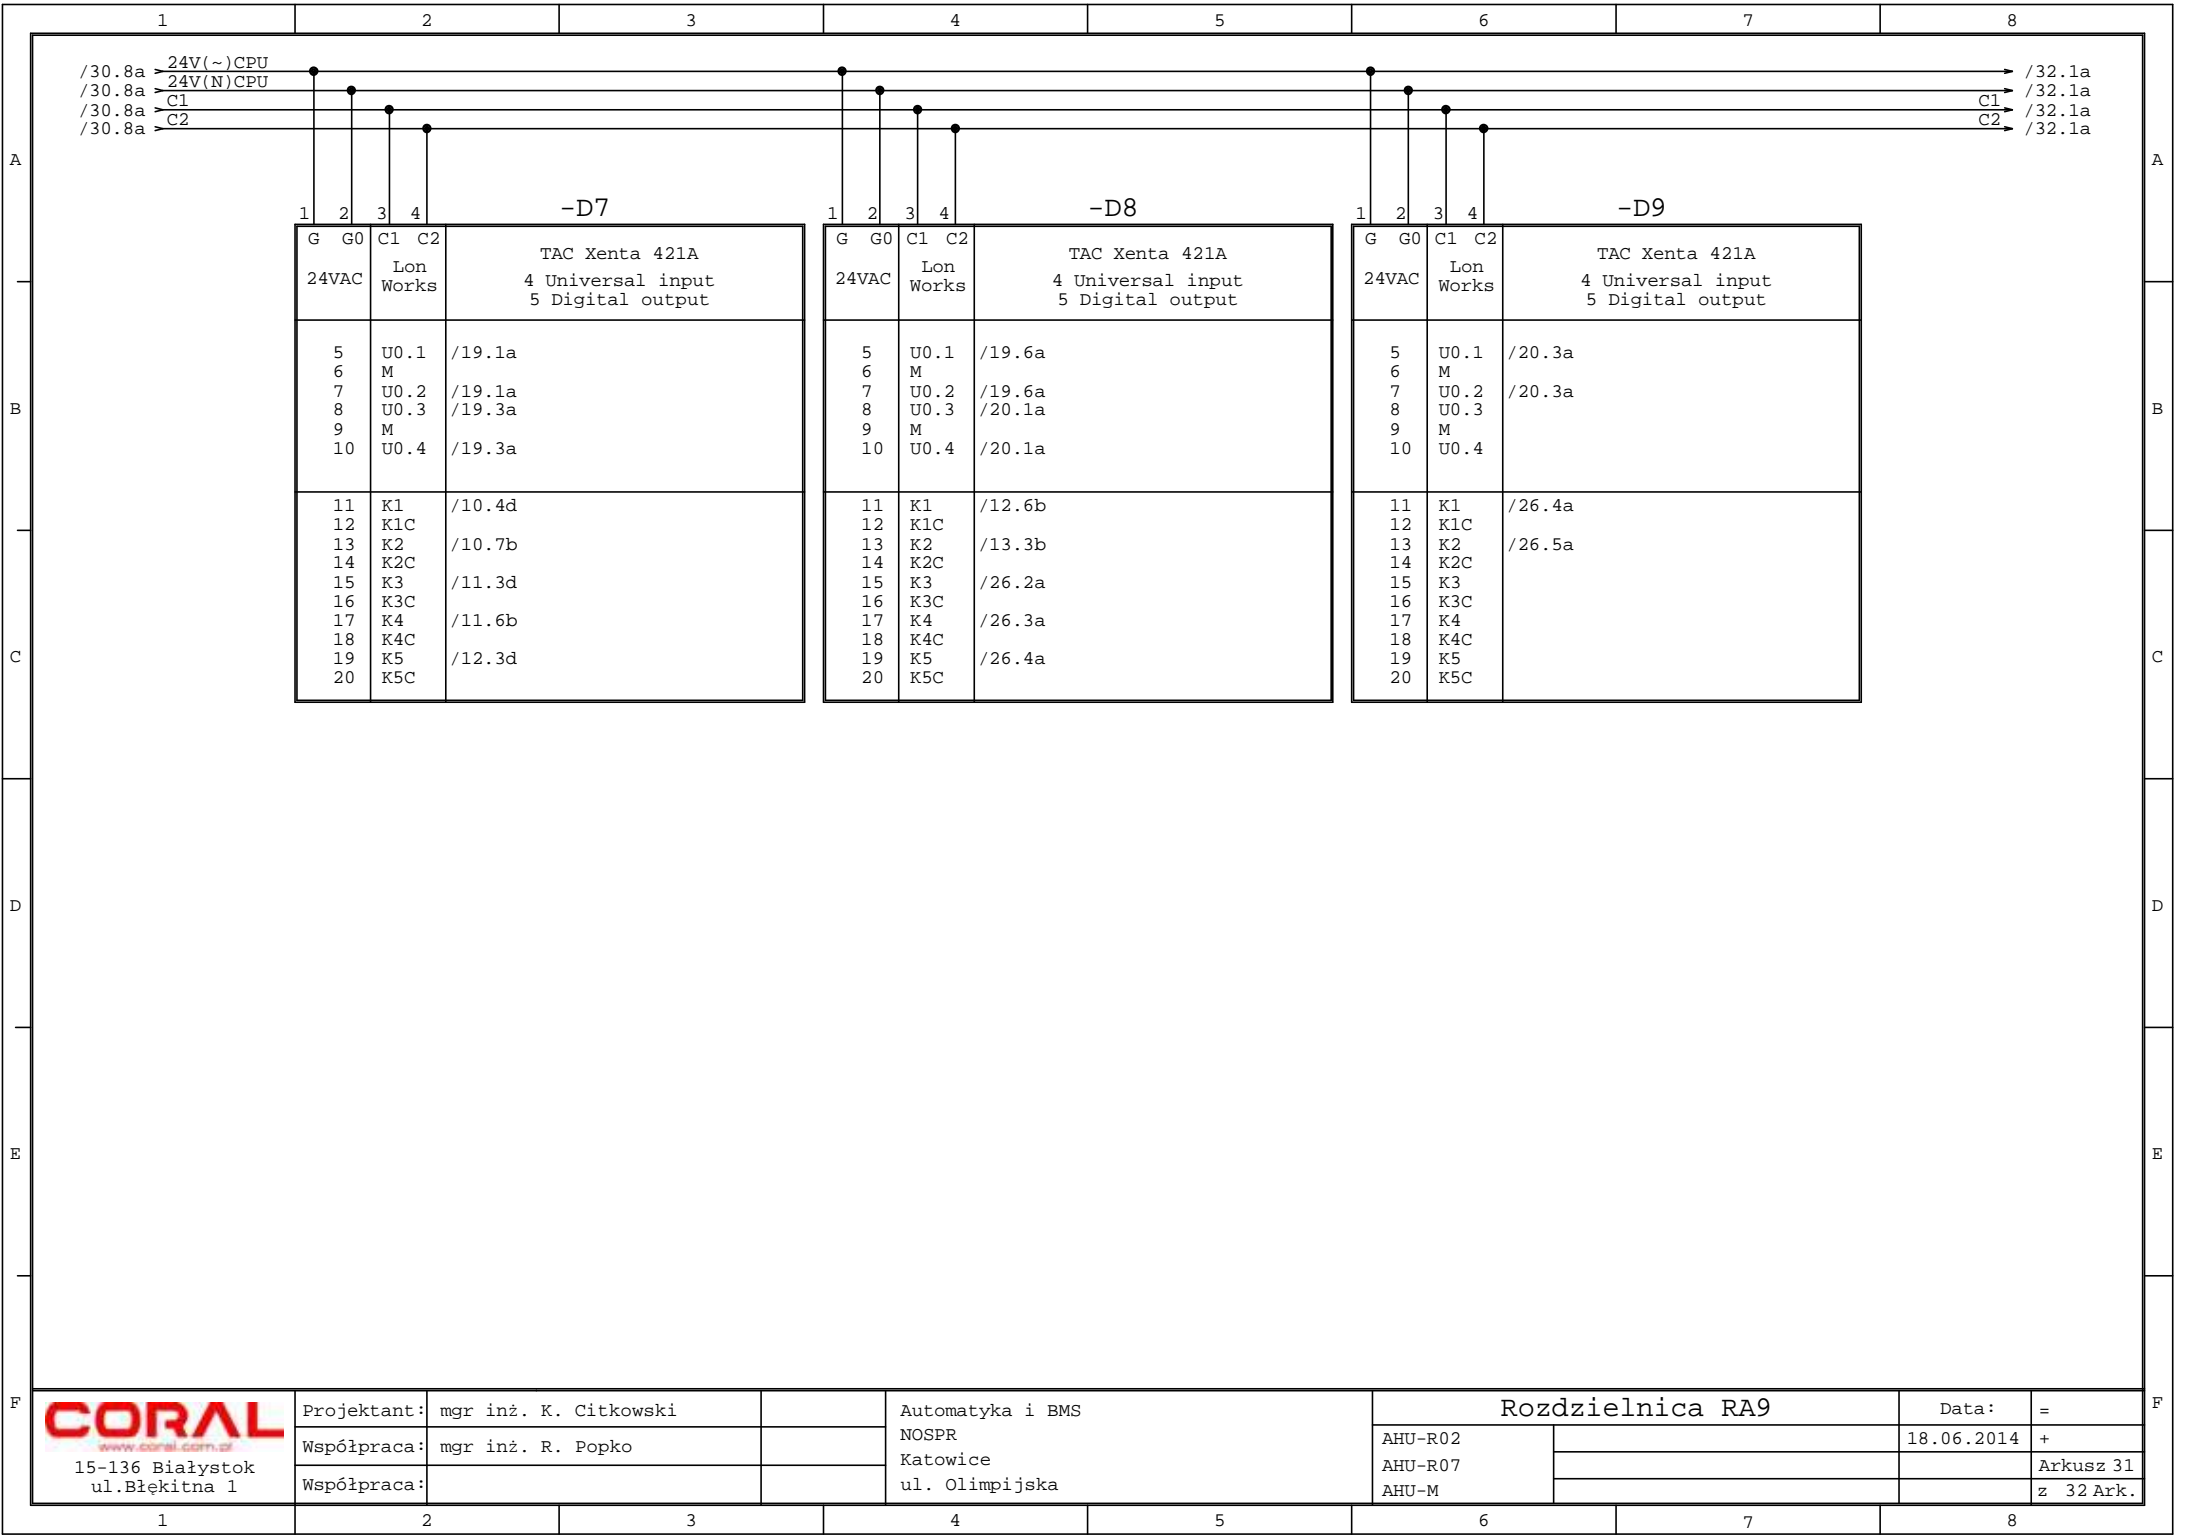 1 2 3 4 5 6 7 8
/30.8a 24V(~)CPU /32.1a
/30.8a 24V(N)CPU /32.1a
/30.8a C1 C1 /32.1a
/30.8a C2 C2 /32.1a
A A
1 2 3 4 -D7
G G0 C1 C2
24VAC
Lon
Works
TAC Xenta 421A
4 Universal input
5 Digital output
5 U0.1 /19.1a
6 M
7 U0.2 /19.1a
8 U0.3 /19.3a
9 M
10 U0.4 /19.3a
11 K1 /10.4d
12 K1C
13 K2 /10.7b
14 K2C
15 K3 /11.3d
16 K3C
17 K4 /11.6b
18 K4C
19 K5 /12.3d
20 K5C
1 2 3 4 -D8
G G0 C1 C2
24VAC
Lon
Works
TAC Xenta 421A
4 Universal input
5 Digital output
5 U0.1 /19.6a
6 M
7 U0.2 /19.6a
8 U0.3 /20.1a
9 M
10 U0.4 /20.1a
11 K1 /12.6b
12 K1C
13 K2 /13.3b
14 K2C
15 K3 /26.2a
16 K3C
17 K4 /26.3a
18 K4C
19 K5 /26.4a
20 K5C
1 2 3 4 -D9
G G0 C1 C2
24VAC
Lon
Works
TAC Xenta 421A
4 Universal input
5 Digital output
5 U0.1 /20.3a
6 M
7 U0.2 /20.3a
8 U0.3
9 M
10 U0.4
11 K1 /26.4a
12 K1C
13 K2 /26.5a
14 K2C
15 K3
16 K3C
17 K4
18 K4C
19 K5
20 K5C
B B
C C
D D
E E
F F
CORAL
www.coral.com.pl
15-136 Białystok
ul.Błękitna 1
Projektant: mgr inż. K. Citkowski
Współpraca: mgr inż. R. Popko
Współpraca:
Automatyka i BMS
NOSPR
Katowice
ul. Olimpijska
Rozdzielnica RA9
AHU-R02
AHU-R07
AHU-M
Data: =
18.06.2014 +
Arkusz 31
z 32 Ark.
1 2 3 4 5 6 7 8